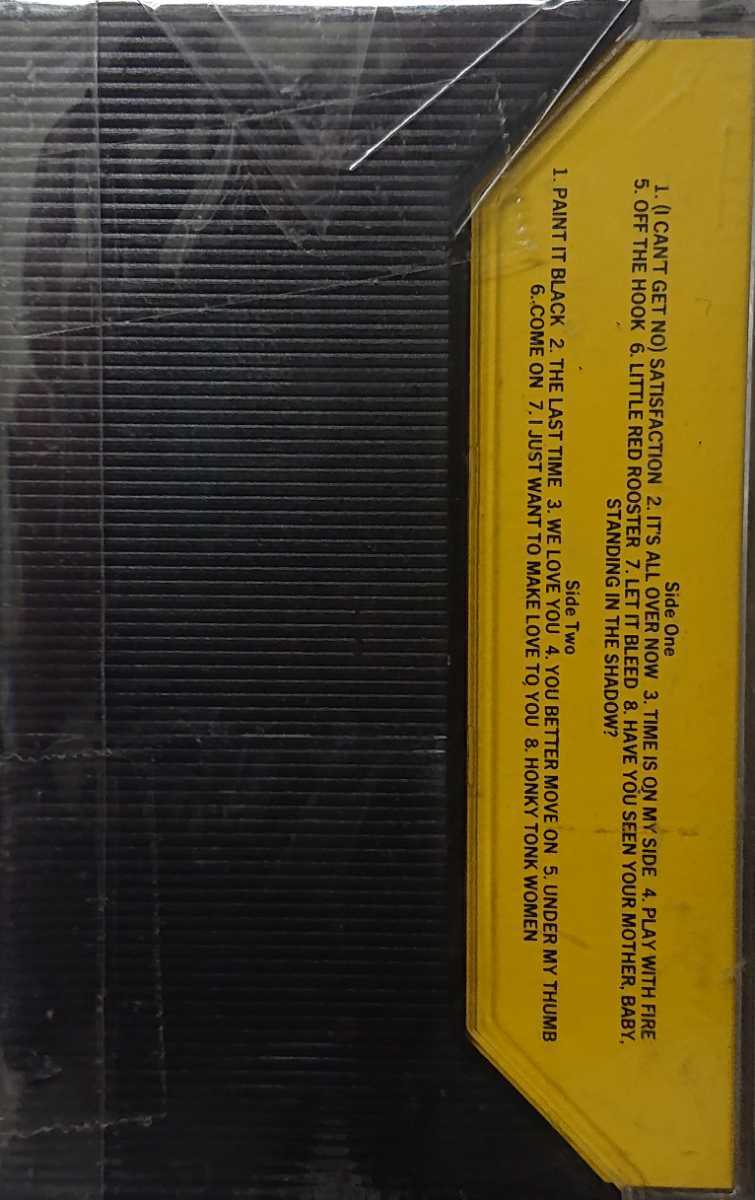 Side One
1. (I CAN'T GET NO) SATISFACTION 2. IT'S ALL OVER NOW 3. TIME IS ON MY SIDE 4. PLAY WITH FIRE
5. OFF THE HOOK 6. LITTLE RED ROOSTER 7. LET IT BLEED 8. HAVE YOU SEEN YOUR MOTHER, BABY,
STANDING IN THE SHADOW?
Side Two
1. PAINT IT BLACK 2. THE LAST TIME 3. WE LOVE YOU 4. YOU BETTER MOVE ON 5. UNDER MY THUMB
6. COME ON 7. I JUST WANT TO MAKE LOVE TO YOU 8. HONKY TONK WOMEN